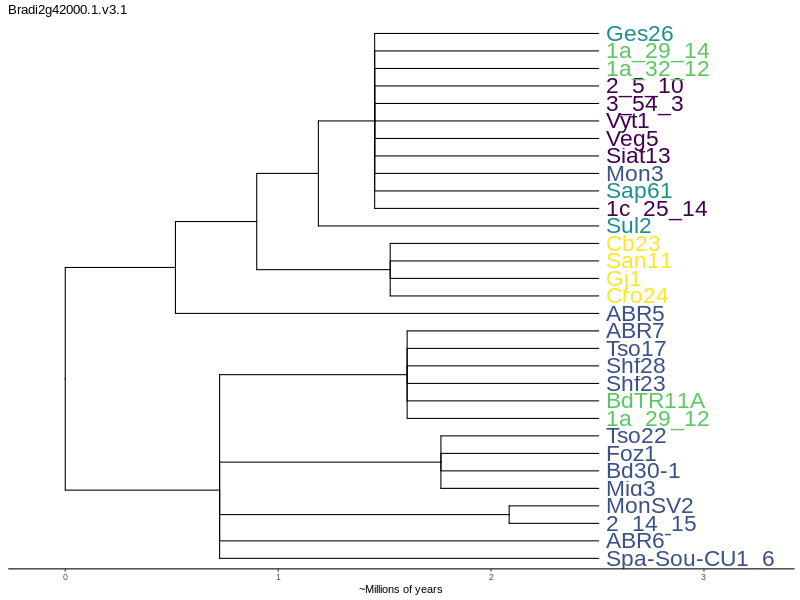 Bradi2g42000.1.v3.1
Ges26
1a_29_14
1a_32_12
2_5_10
3_54_3
Vyt1
Veg5
Siat13
Mon3
Sap61
1c_25_14
Sul2
Cb23
San11
Gj1
Cro24
ABR5
ABR7
Tso17
Shf28
Shf23
BdTR11A
1a_29_12
Tso22
Foz1
Bd30-1
Mig3
MonSV2
2_14_15
ABR6
Spa-Sou-CU1_6
0 1 2 3
~Millions of years